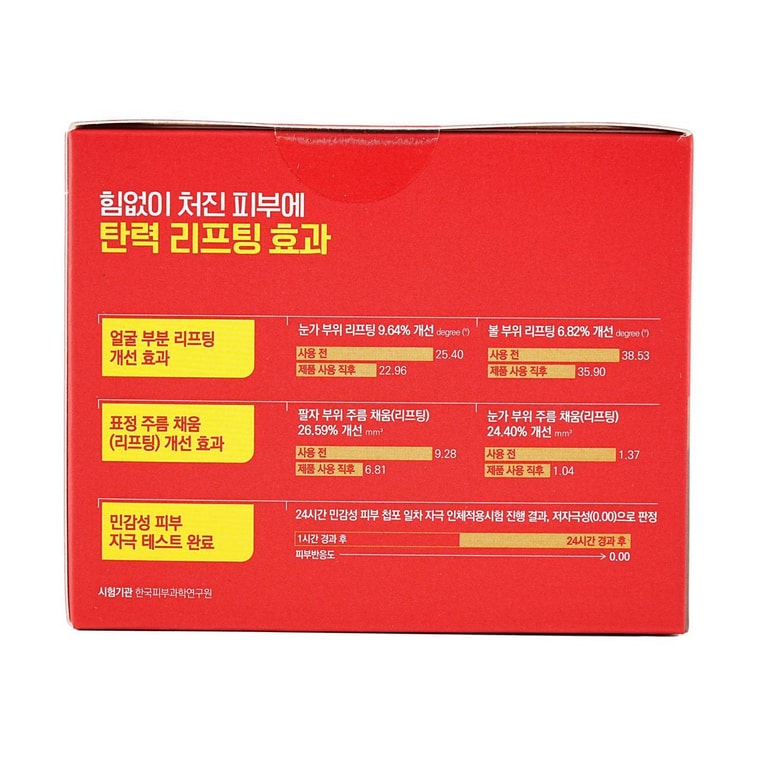 힘없이 처진 피부에
탄력 리프팅 효과
얼굴 부분 리프팅
개선 효과
눈가 부위 리프팅 9.64% 개선 degree (°)
사용 전 25.40
제품 사용 직후 22.96
볼 부위 리프팅 6.82% 개선 degree (°)
사용 전 38.53
제품 사용 직후 35.90
표정 주름 채움
(리프팅) 개선 효과
팔자 부위 주름 채움(리프팅)
26.59% 개선 mm³
사용 전 9.28
제품 사용 직후 6.81
눈가 부위 주름 채움(리프팅)
24.40% 개선 mm³
사용 전 1.37
제품 사용 직후 1.04
민감성 피부
자극 테스트 완료
24시간 민감성 피부 첩포 일차 자극 인체적용시험 진행 결과, 저자극성(0.00)으로 판정
1시간 경과 후 24시간 경과 후
피부반응도 0.00
시험기관 한국피부과학연구원